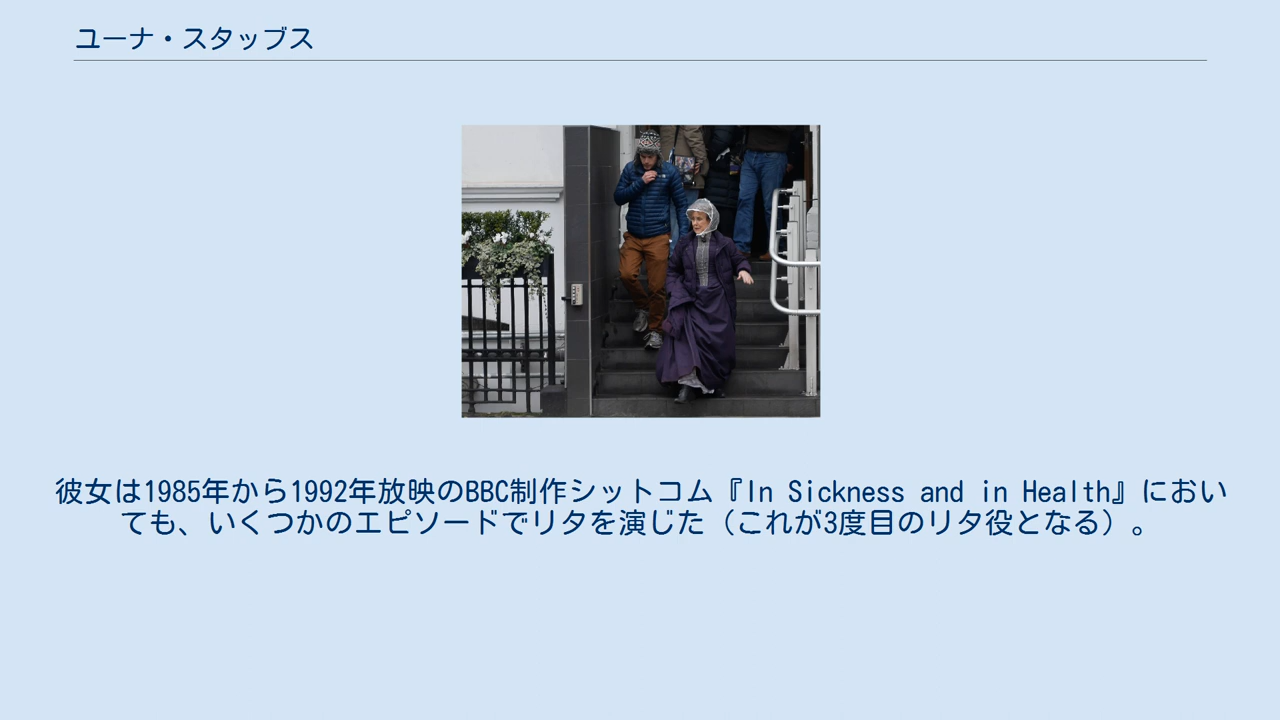 ユーナ・スタッブス
彼女は1985年から1992年放映のBBC制作シットコム『In Sickness and in Health』におい
ても、いくつかのエピソードでリタを演じた（これが3度目のリタ役となる）。